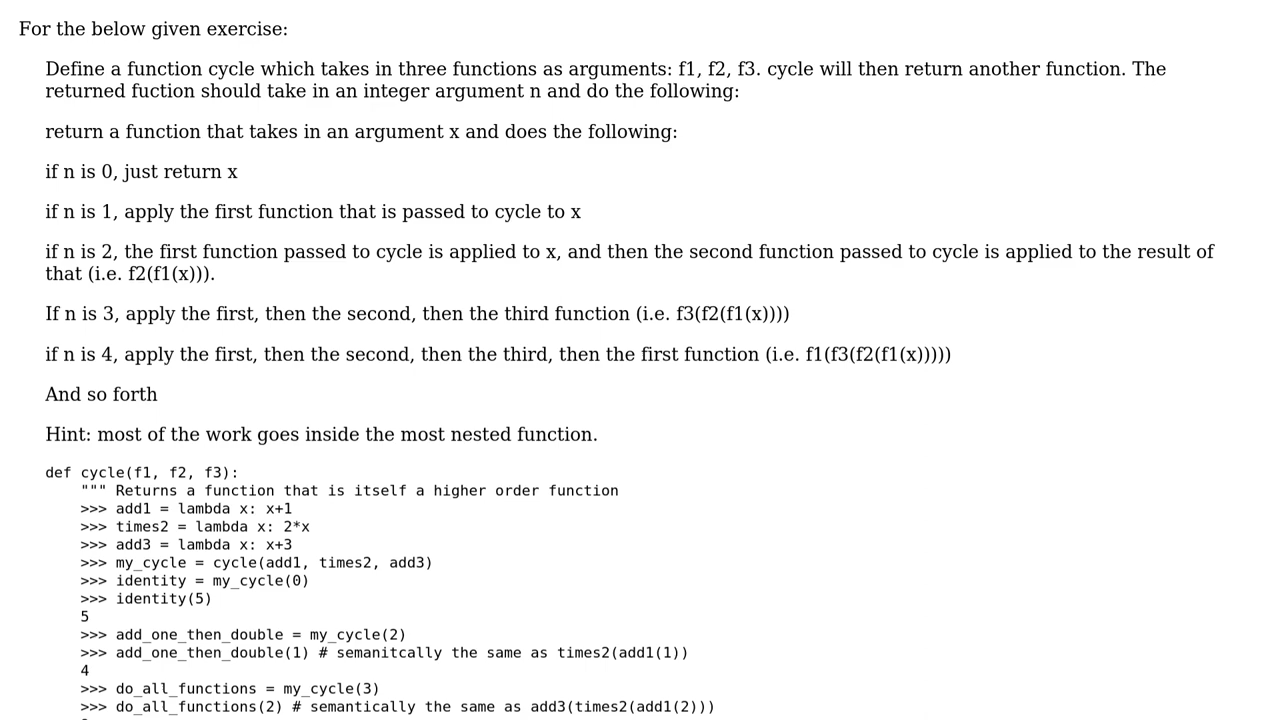 For the below given exercise:
Define a function cycle which takes in three functions as arguments: f1, f2, f3. cycle will then return another function. The
returned fuction should take in an integer argument n and do the following:
return a function that takes in an argument x and does the following:
if n is 0, just return x
if n is 1, apply the first function that is passed to cycle to x
if n is 2, the first function passed to cycle is applied to x, and then the second function passed to cycle is applied to the result of
that (i.e. f2(f1(x))).
If n is 3, apply the first, then the second, then the third function (i.e. f3(f2(f1(x))))
if n is 4, apply the first, then the second, then the third, then the first function (i.e. f1(f3(f2(f1(x)))))
And so forth
Hint: most of the work goes inside the most nested function.
def cycle(f1, f2, f3):
    """ Returns a function that is itself a higher order function
    >>> add1 = lambda x: x+1
    >>> times2 = lambda x: 2*x
    >>> add3 = lambda x: x+3
    >>> my_cycle = cycle(add1, times2, add3)
    >>> identity = my_cycle(0)
    >>> identity(5)
    5
    >>> add_one_then_double = my_cycle(2)
    >>> add_one_then_double(1) # semanitcally the same as times2(add1(1))
    4
    >>> do_all_functions = my_cycle(3)
    >>> do_all_functions(2) # semantically the same as add3(times2(add1(2)))